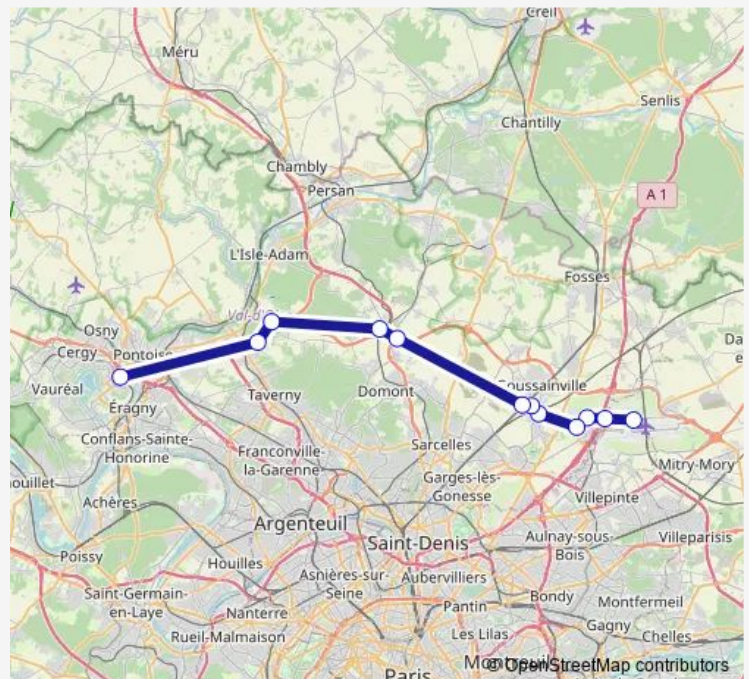 Creil
Méru
Senlis
Chantilly
Chambly
Persan
A 1
L'Isle-Adam
Fosses
Osny
Cergy
Pontoise
Vauréal
Éragny
Taverny
Domont
Goussainville
Conflans-Sainte-
Honorine
Franconville-
la-Garenne
Sarcelles
Garges-lès-
Gonesse
Mitry-Mory
Villepinte
Achères
Argenteuil
Saint-Denis
Aulnay-sous-
Bois
Villeparisis
Poissy
Houilles
Asnières-sur-
Seine
Aubervilliers
Saint-Germain-
en-Laye
Nanterre
Pantin
Bondy
Montfermeil
Rueil-Malmaison
Les Lilas
Gagny
Chelles
Paris
Montreuil
© OpenStreetMap contributors